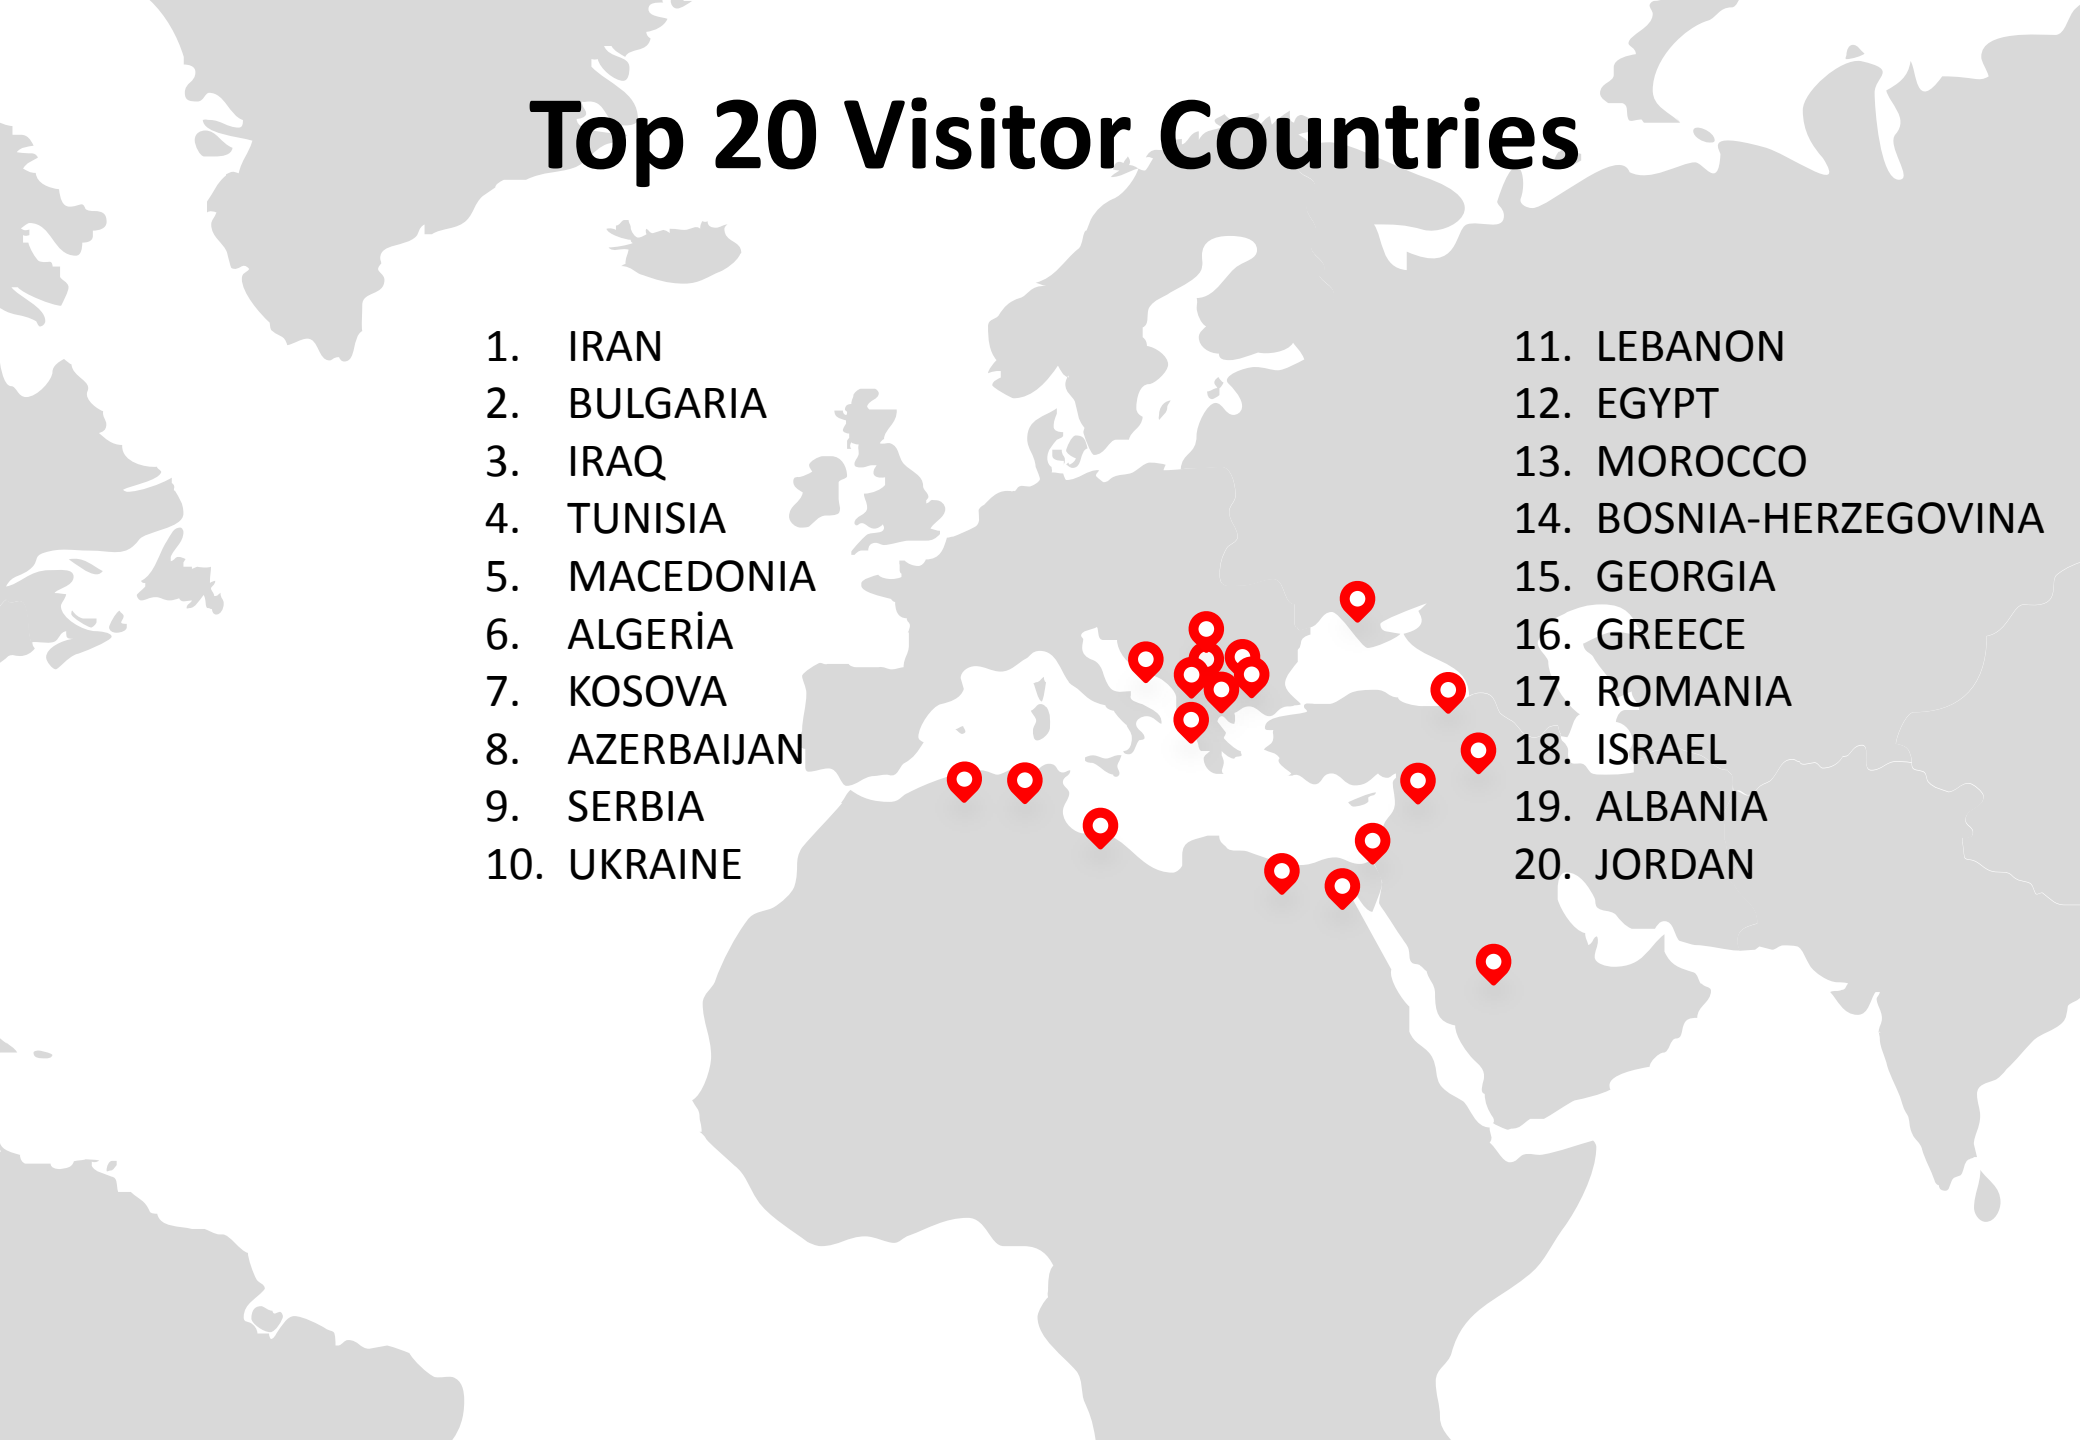 Top 20 Visitor Countries
1. IRAN
2. BULGARIA
3. IRAQ
4. TUNISIA
5. MACEDONIA
6. ALGERİA
7. KOSOVA
8. AZERBAIJAN
9. SERBIA
10. UKRAINE
11. LEBANON
12. EGYPT
13. MOROCCO
14. BOSNIA-HERZEGOVINA
15. GEORGIA
16. GREECE
17. ROMANIA
18. ISRAEL
19. ALBANIA
20. JORDAN